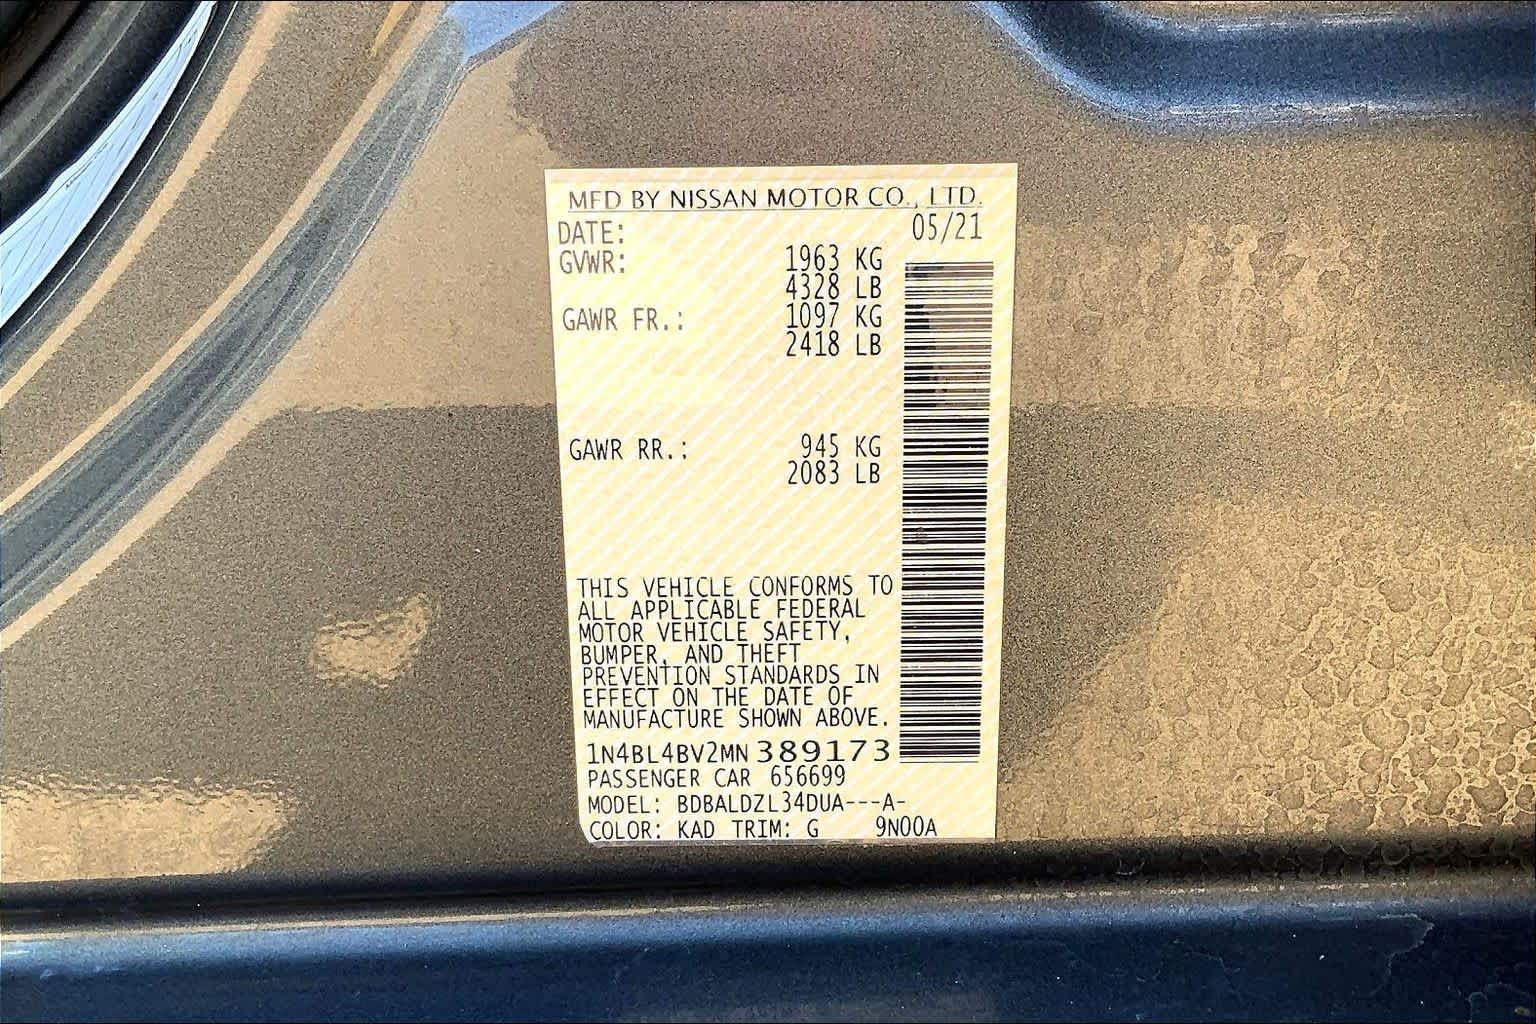 MFD BY NISSAN MOTOR CO., LTD.
DATE: 05/21
GVWR: 1963 KG
4328 LB
GAWR FR.: 1097 KG
2418 LB
GAWR RR.: 945 KG
2083 LB
THIS VEHICLE CONFORMS TO
ALL APPLICABLE FEDERAL
MOTOR VEHICLE SAFETY,
BUMPER, AND THEFT
PREVENTION STANDARDS IN
EFFECT ON THE DATE OF
MANUFACTURE SHOWN ABOVE.
1N4BL4BV2MN389173
PASSENGER CAR 656699
MODEL: BDBALDZL34DUA---A-
COLOR: KAD TRIM: G 9N00A